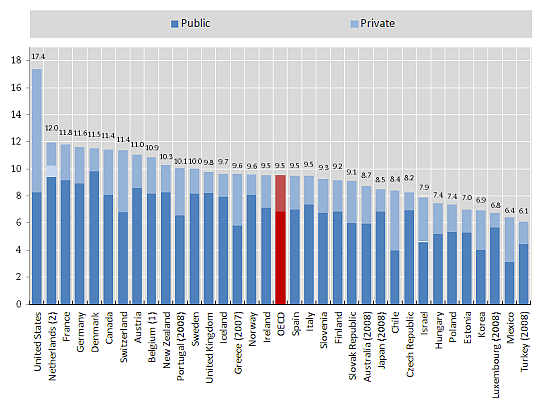 Public Private
18
16
14
12
10
8
6
4
2
0
17.4 12.0 11.8 11.6 11.5 11.4 11.4 11.0 10.9 10.3 10.1 10.0 9.8 9.7 9.6 9.6 9.5 9.5 9.5 9.5 9.3 9.2 9.1 8.7 8.5 8.4 8.2 7.9 7.4 7.4 7.0 6.9 6.8 6.4 6.1
United States
Netherlands (2)
France
Germany
Denmark
Canada
Switzerland
Austria
Belgium (1)
New Zealand
Portugal (2008)
Sweden
United Kingdom
Iceland
Greece (2007)
Norway
Ireland
OECD
Spain
Italy
Slovenia
Finland
Slovak Republic
Australia (2008)
Japan (2008)
Chile
Czech Republic
Israel
Hungary
Poland
Estonia
Korea
Luxembourg (2008)
Mexico
Turkey (2008)